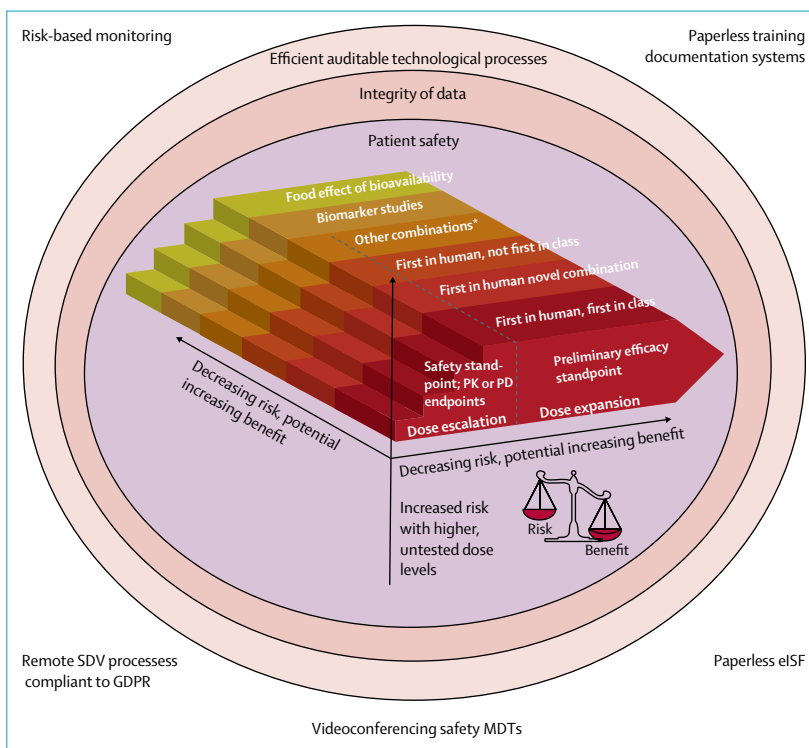 Risk-based monitoring
Paperless training
documentation systems
Efficient auditable technological processes
Integrity of data
Patient safety
Food effect of bioavailability
Biomarker studies
Other combinations*
First in human, not first in class
First in human novel combination
First in human, first in class
Safety stand-
point; PK or PD
endpoints
Preliminary efficacy
standpoint
Dose escalation
Dose expansion
Decreasing risk, potential
increasing benefit
Decreasing risk, potential increasing benefit
Increased risk
with higher,
untested dose
levels
Risk
Benefit
Remote SDV processess
compliant to GDPR
Paperless eISF
Videoconferencing safety MDTs